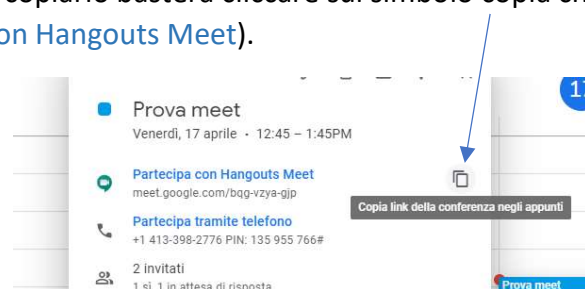 copiarlo basterà cliccare sul simbolo copia
on Hangouts Meet).
Prova meet
Venerdì, 17 aprile • 12:45 – 1:45PM
Partecipa con Hangouts Meet
meet.google.com/bqg-vzya-gjp
Copia link della conferenza negli appunti
Partecipa tramite telefono
+1 413-398-2776 PIN: 135 955 766#
2 invitati
1 sì, 1 in attesa di risposta
Prova meet